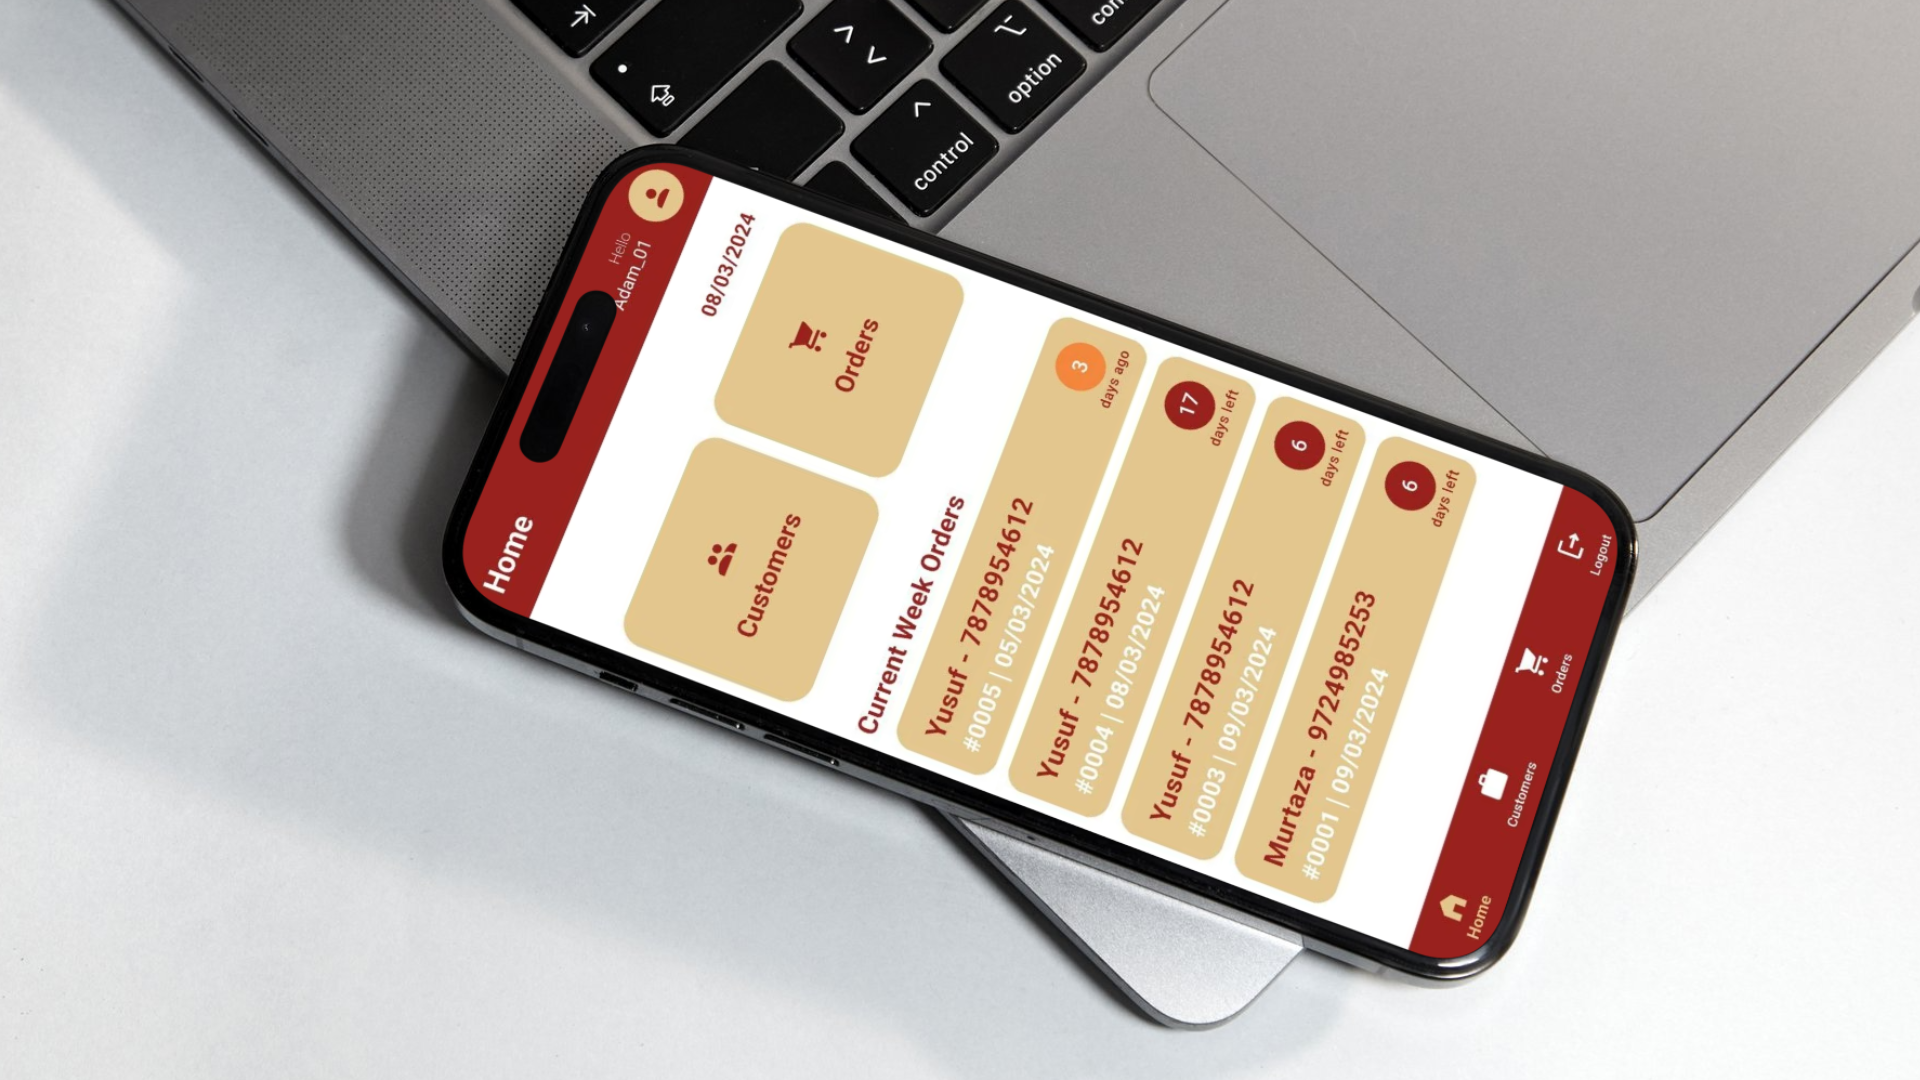 control
option
Home
Hello
Adam_01
08/03/2024
Customers
Orders
Current Week Orders
Yusuf - 7878954612
#0005 | 05/03/2024
3
days ago
Yusuf - 7878954612
#0004 | 08/03/2024
17
days left
Yusuf - 7878954612
#0003 | 09/03/2024
6
days left
Murtaza - 9724985253
#0001 | 09/03/2024
6
days left
Home
Customers
Orders
Logout